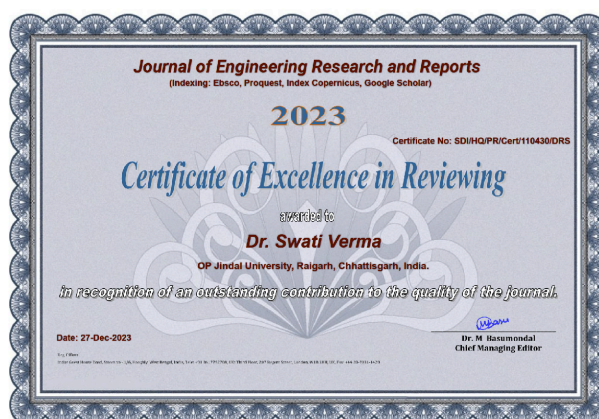 Journal of Engineering Research and Reports
(Indexing: Ebsco, Proquest, Index Copernicus, Google Scholar)
2023
Certificate No: SDI/HQ/PR/Cert/110430/DRS
Certificate of Excellence in Reviewing
awarded to
Dr. Swati Verma
OP Jindal University, Raigarh, Chhattisgarh, India.
in recognition of an outstanding contribution to the quality of the journal.
Date: 27-Dec-2023
Dr. M Basumondal
Chief Managing Editor